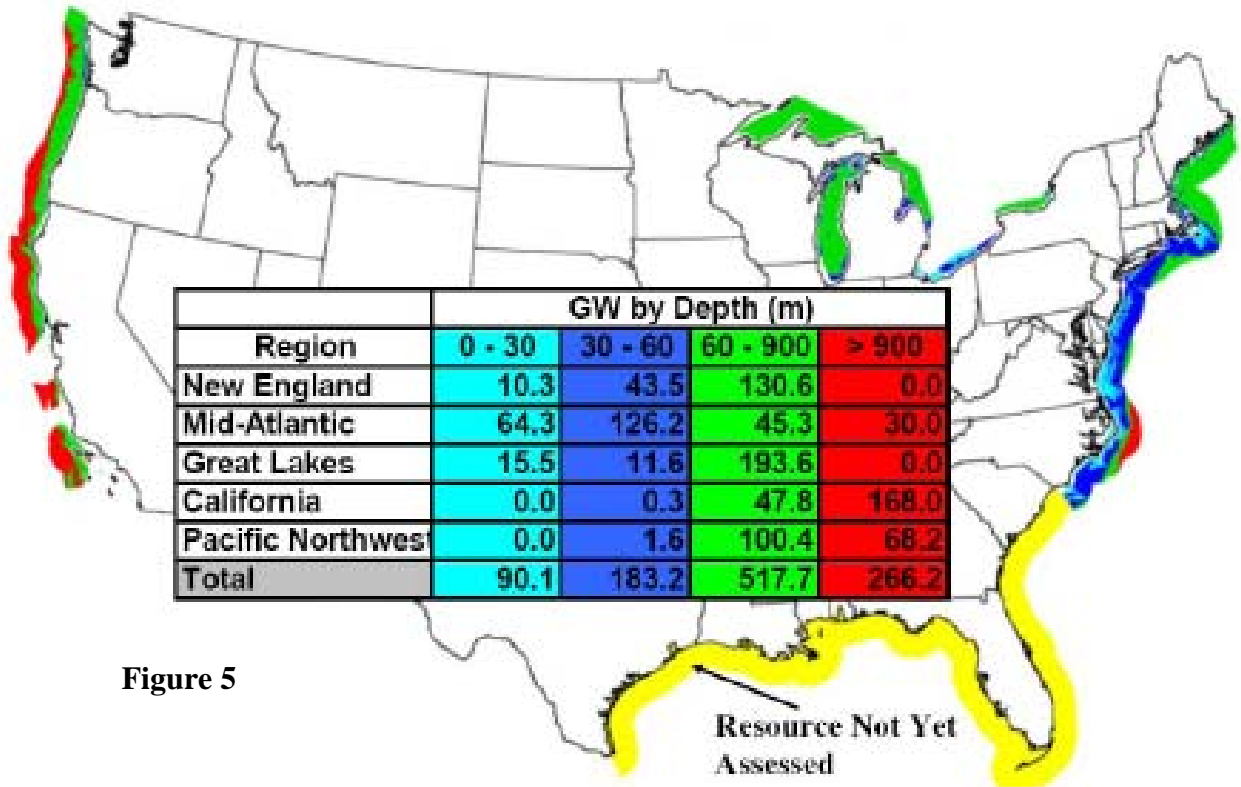 GW by Depth (m)
Region 0 - 30 30 - 60 60 - 900 > 900
New England 10.3 43.5 130.6 0.0
Mid-Atlantic 64.3 126.2 45.3 30.0
Great Lakes 15.5 11.6 193.6 0.0
California 0.0 0.3 47.8 168.0
Pacific Northwest 0.0 1.6 100.4 68.2
Total 90.1 183.2 517.7 266.2
Figure 5
Resource Not Yet
Assessed